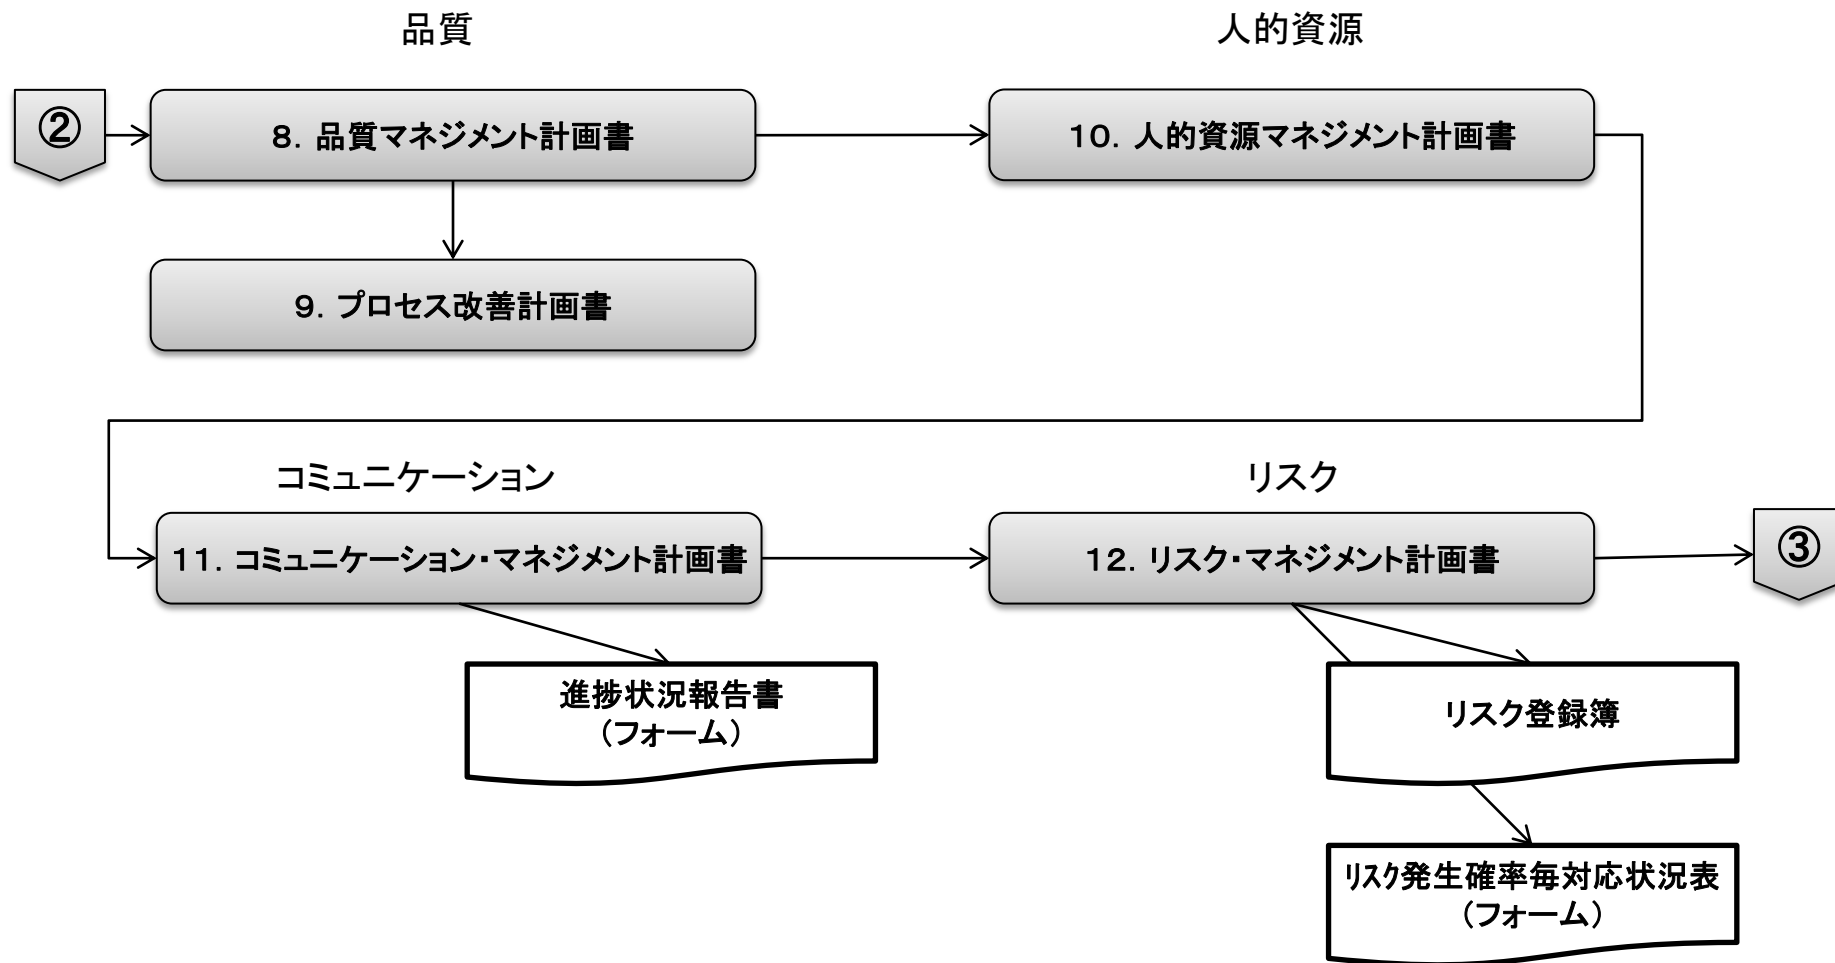 品質
人的資源
②
8．品質マネジメント計画書
10．人的資源マネジメント計画書
9．プロセス改善計画書
コミュニケーション
リスク
11．コミュニケーション・マネジメント計画書
12．リスク・マネジメント計画書
③
進捗状況報告書
（フォーム）
リスク登録簿
リスク発生確率毎対応状況表
（フォーム）